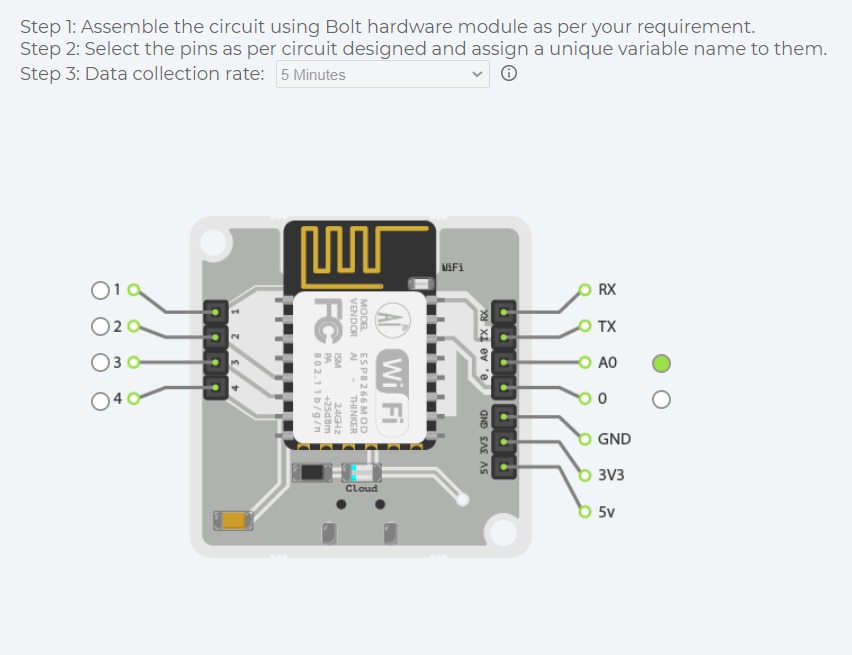 Step 1: Assemble the circuit using Bolt hardware module as per your requirement.
Step 2: Select the pins as per circuit designed and assign a unique variable name to them.
Step 3: Data collection rate: 5 Minutes
WiFi
1
2
3
4
1
2
3
4
FC
MODEL
VENDOR
ESP8266MOD
AI - THINKER
ISM 2.4GHz
PA +25dBm
802.11b/g/n
AI
Wi Fi
RX
TX
A0
0,
GND
3V3
5V
RX
TX
A0
0
GND
3V3
5v
Cloud